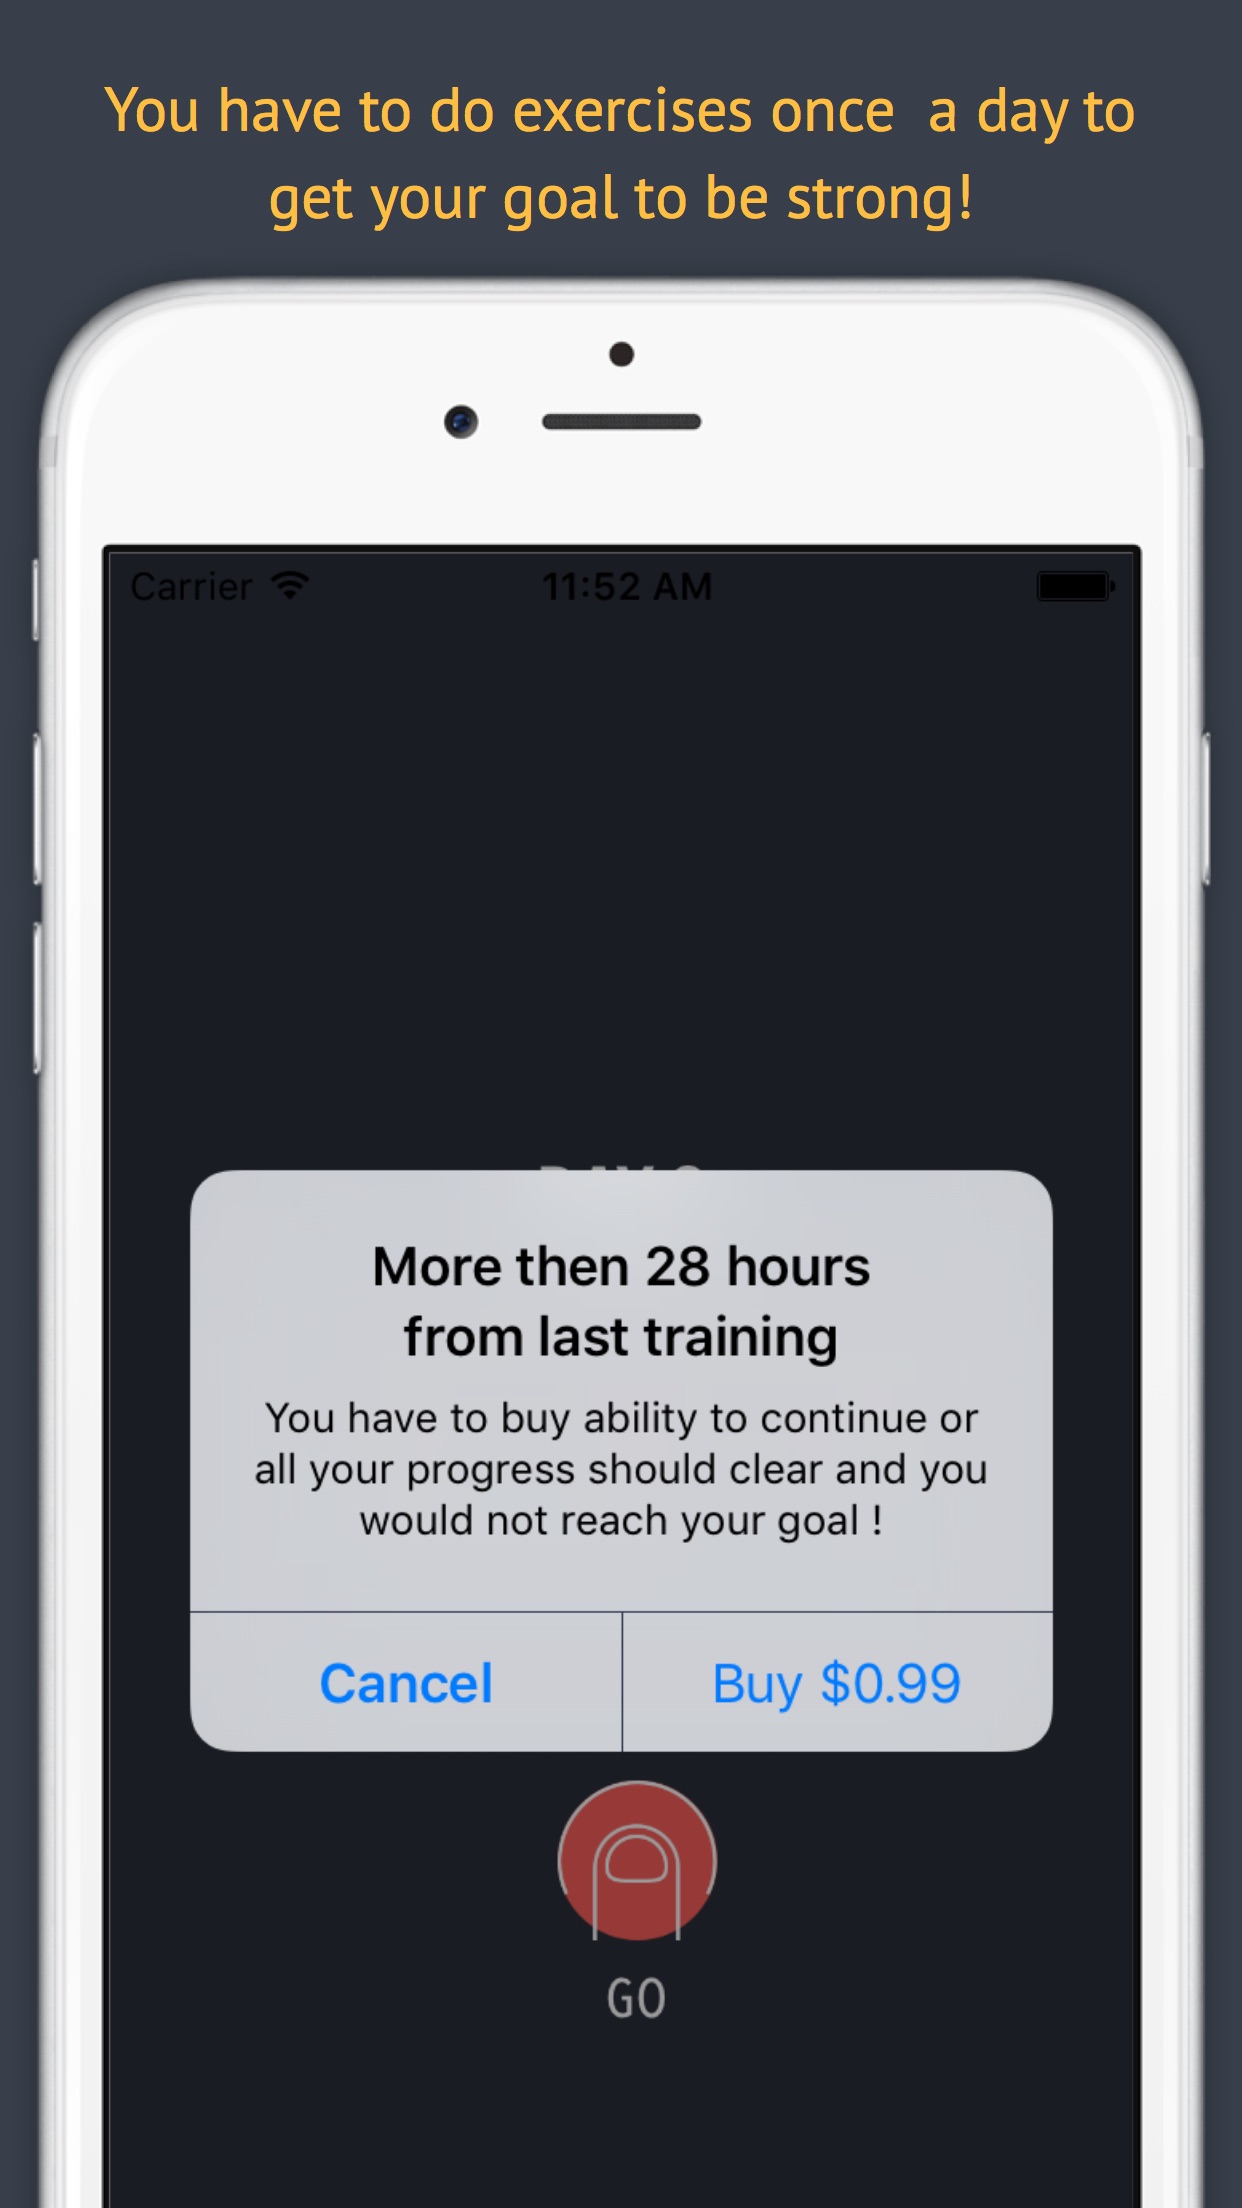 You have to do exercises once  a day to
get your goal to be strong!
Carrier
11:52 AM
More then 28 hours
from last training
You have to buy ability to continue or
all your progress should clear and you
would not reach your goal !
Cancel
Buy $0.99
GO